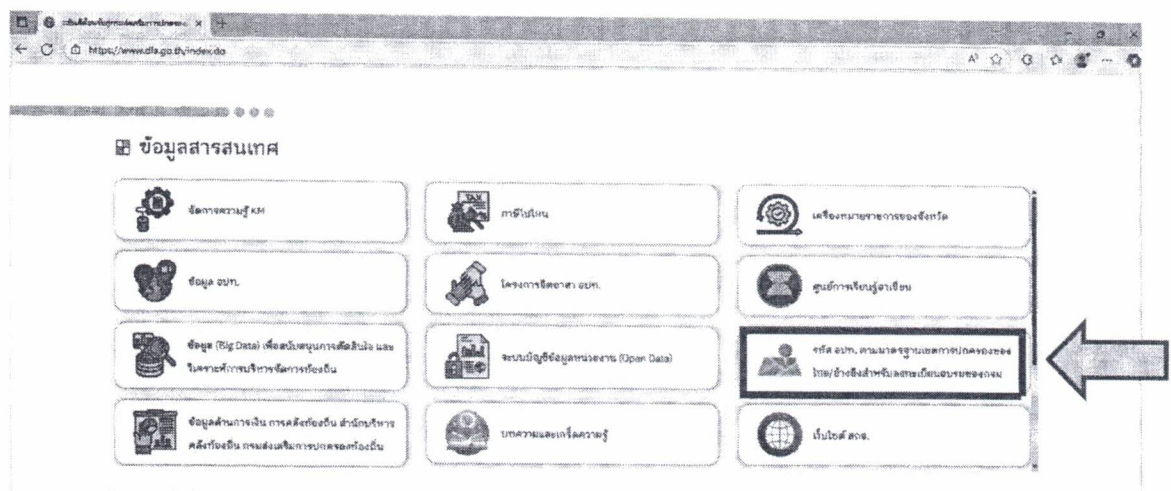 https://www.dla.go.th/index.do
ข้อมูลสารสนเทศ
จัดการความรู้ KM
ภาษีไปไหน
เครื่องหมายราชการของจังหวัด
ข้อมูล อปท.
โครงการจิตอาสา อปท.
ศูนย์การเรียนรู้อาเซียน
ข้อมูล (Big Data) เพื่อสนับสนุนการตัดสินใจ และ
วิเคราะห์การบริหารจัดการท้องถิ่น
ระบบบัญชีข้อมูลหน่วยงาน (Open Data)
รหัส อปท. ตามมาตรฐานเขตการปกครองของ
ไทย/อ้างอิงสำหรับลงทะเบียนอบรมของกรม
ข้อมูลด้านการเงิน การคลังท้องถิ่น สำนักบริหาร
คลังท้องถิ่น กรมส่งเสริมการปกครองท้องถิ่น
บทความและเกร็ดความรู้
เว็บไซต์ สถจ.